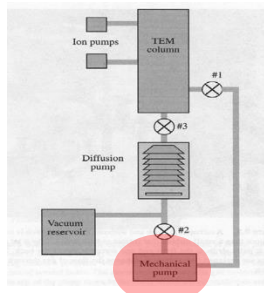 Ion pumps
TEM
column
#1
#3
Diffusion
pump
Vacuum
reservoir
#2
Mechanical
pump